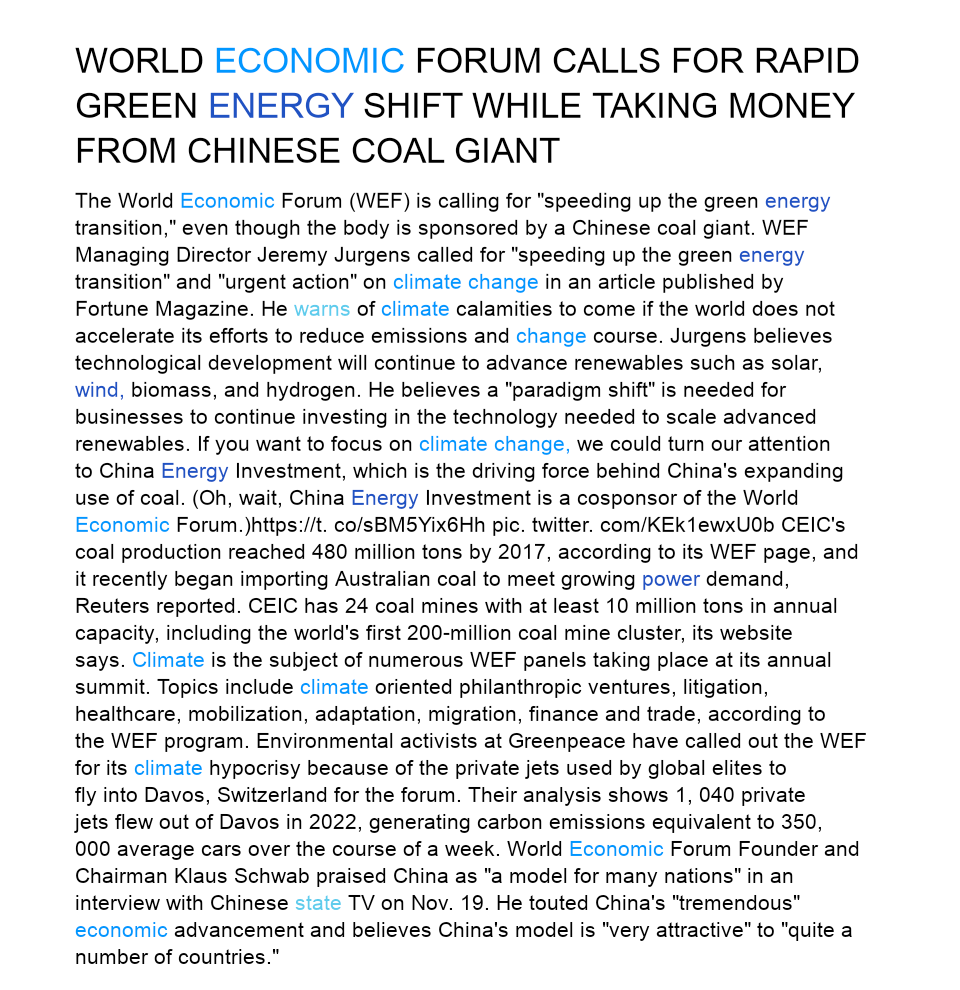 WORLD ECONOMIC FORUM CALLS FOR RAPID
GREEN ENERGY SHIFT WHILE TAKING MONEY
FROM CHINESE COAL GIANT
The World Economic Forum (WEF) is calling for "speeding up the green energy
transition," even though the body is sponsored by a Chinese coal giant. WEF
Managing Director Jeremy Jurgens called for "speeding up the green energy
transition" and "urgent action" on climate change in an article published by
Fortune Magazine. He warns of climate calamities to come if the world does not
accelerate its efforts to reduce emissions and change course. Jurgens believes
technological development will continue to advance renewables such as solar,
wind, biomass, and hydrogen. He believes a "paradigm shift" is needed for
businesses to continue investing in the technology needed to scale advanced
renewables. If you want to focus on climate change, we could turn our attention
to China Energy Investment, which is the driving force behind China's expanding
use of coal. (Oh, wait, China Energy Investment is a cosponsor of the World
Economic Forum.)https://t. co/sBM5Yix6Hh pic. twitter. com/KEk1ewxU0b CEIC's
coal production reached 480 million tons by 2017, according to its WEF page, and
it recently began importing Australian coal to meet growing power demand,
Reuters reported. CEIC has 24 coal mines with at least 10 million tons in annual
capacity, including the world's first 200-million coal mine cluster, its website
says. Climate is the subject of numerous WEF panels taking place at its annual
summit. Topics include climate oriented philanthropic ventures, litigation,
healthcare, mobilization, adaptation, migration, finance and trade, according to
the WEF program. Environmental activists at Greenpeace have called out the WEF
for its climate hypocrisy because of the private jets used by global elites to
fly into Davos, Switzerland for the forum. Their analysis shows 1, 040 private
jets flew out of Davos in 2022, generating carbon emissions equivalent to 350,
000 average cars over the course of a week. World Economic Forum Founder and
Chairman Klaus Schwab praised China as "a model for many nations" in an
interview with Chinese state TV on Nov. 19. He touted China's "tremendous"
economic advancement and believes China's model is "very attractive" to "quite a
number of countries."